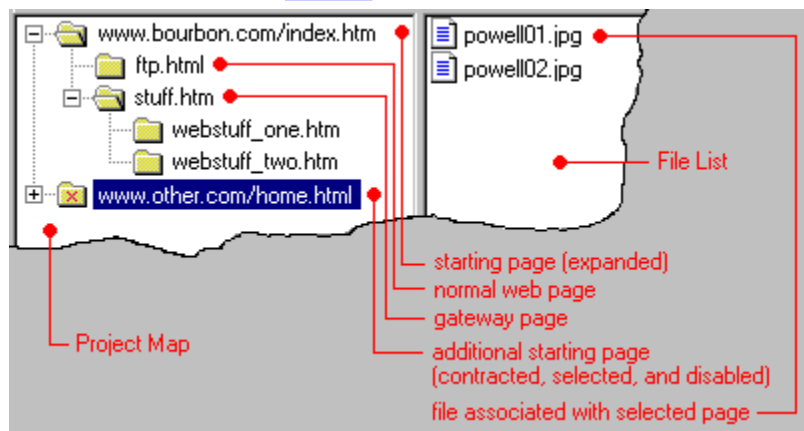 www.bourbon.com/index.htm
ftp.html
stuff.htm
webstuff_one.htm
webstuff_two.htm
www.other.com/home.html
powell01.jpg
powell02.jpg
File List
starting page (expanded)
normal web page
gateway page
Project Map
additional starting page
(contracted, selected, and disabled)
file associated with selected page